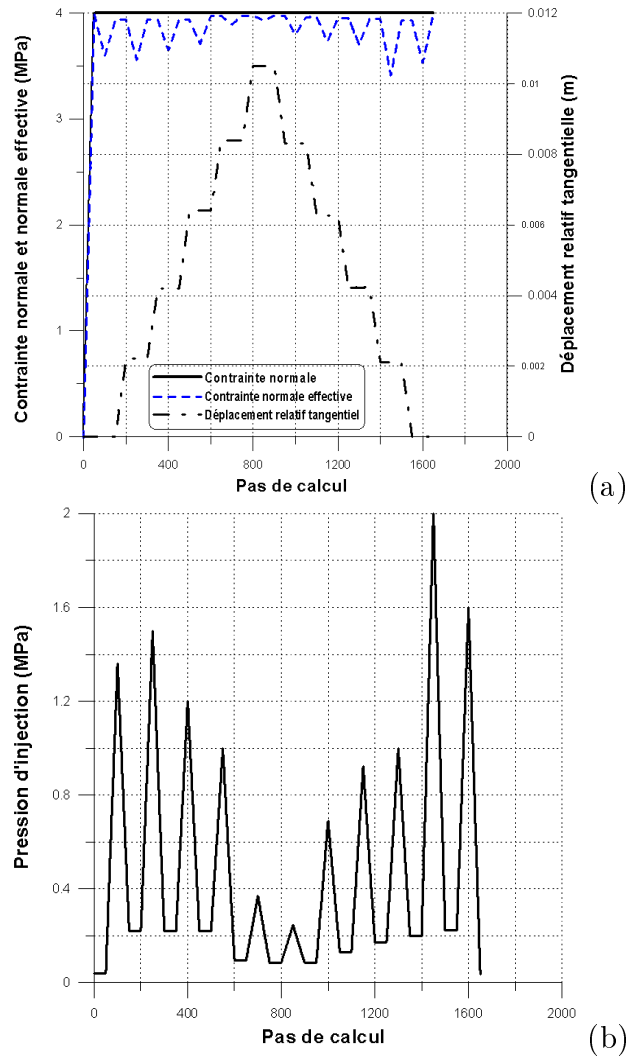 4
3
2
1
0
Contrainte normale et normale effective (MPa)
0.012
0.01
0.008
0.006
0.004
0.002
0
Déplacement relatif tangentielle (m)
Contrainte normale
Contrainte normale effective
Déplacement relatif tangentiel
0 400 800 1200 1600 2000
Pas de calcul
(a)
2
1.6
1.2
0.8
0.4
0
Pression d'injection (MPa)
0 400 800 1200 1600 2000
Pas de calcul
(b)